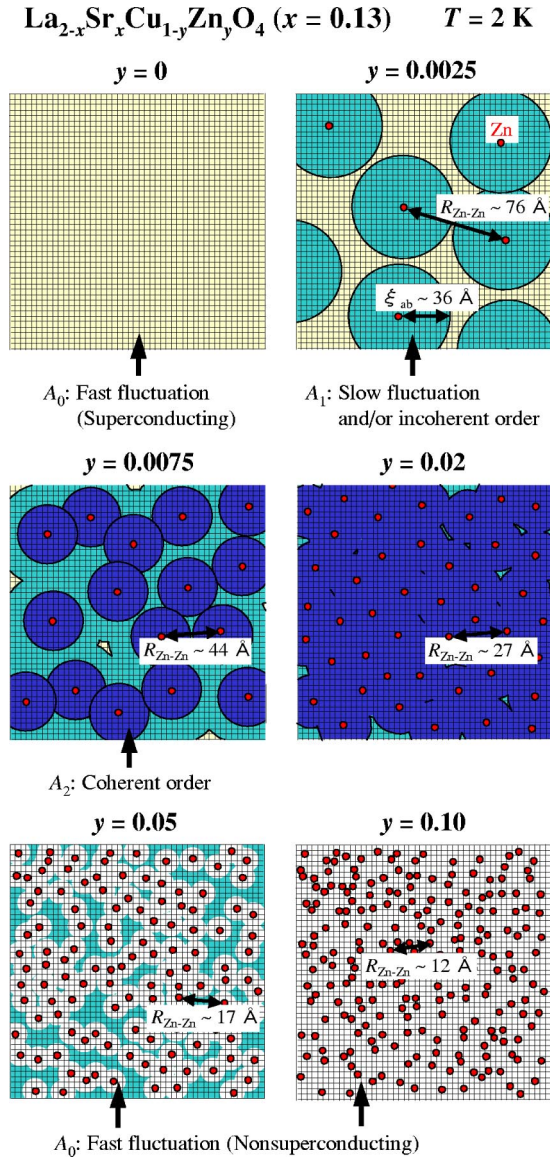 La2-xSrxCu1-yZnyO4 (x = 0.13) T = 2 K
y = 0
y = 0.0025
Zn
RZn-Zn ~ 76 Å
ξab ~ 36 Å
A0: Fast fluctuation
(Superconducting)
A1: Slow fluctuation
and/or incoherent order
y = 0.0075
y = 0.02
RZn-Zn ~ 44 Å
RZn-Zn ~ 27 Å
A2: Coherent order
y = 0.05
y = 0.10
RZn-Zn ~ 17 Å
RZn-Zn ~ 12 Å
A0: Fast fluctuation (Nonsuperconducting)